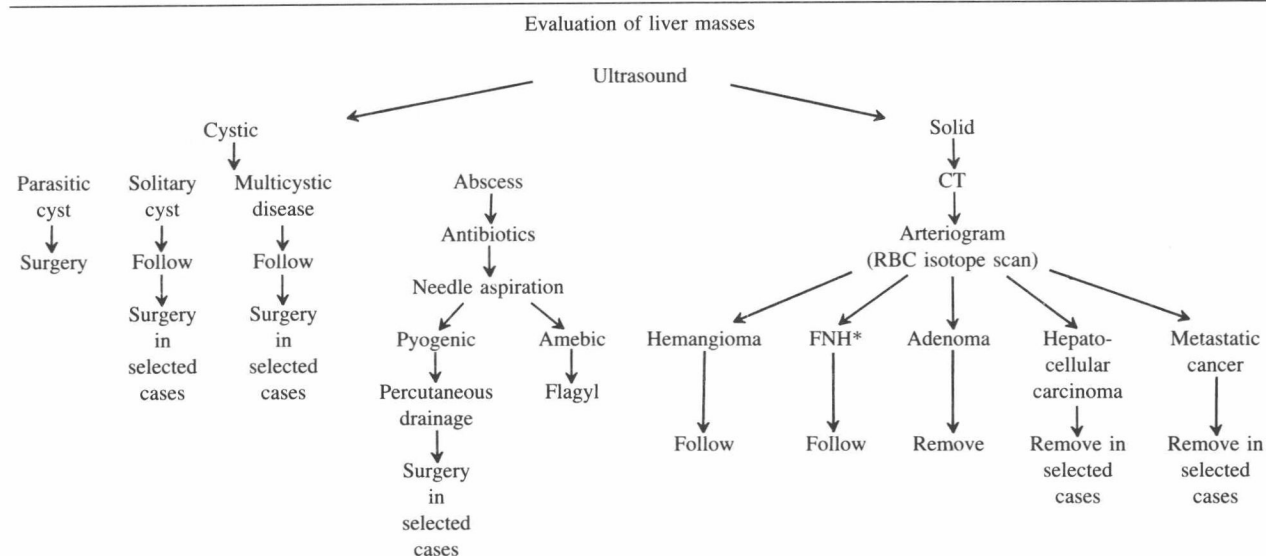 Evaluation of liver masses
Ultrasound
Cystic
Solid
Parasitic
cyst
Solitary
cyst
Multicystic
disease
Abscess
CT
Surgery
Follow
Follow
Antibiotics
Arteriogram
(RBC isotope scan)
Needle aspiration
Surgery
in
selected
cases
Surgery
in
selected
cases
Pyogenic
Amebic
Hemangioma
FNH*
Adenoma
Hepato-
cellular
carcinoma
Metastatic
cancer
Percutaneous
drainage
Flagyl
Follow
Follow
Remove
Remove in
selected
cases
Remove in
selected
cases
Surgery
in
selected
cases